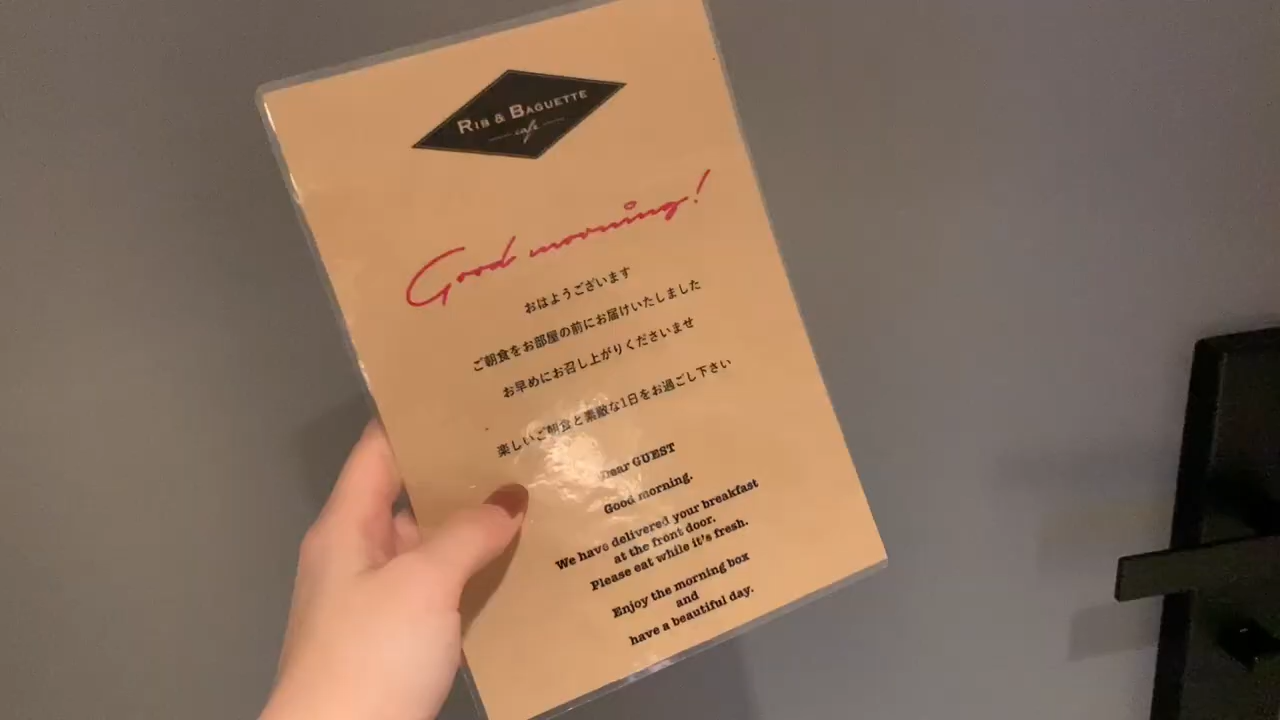 RIB & BAGUETTE
cafe
Good morning!
おはようございます
ご朝食をお部屋の前にお届けいたしました
お早めにお召し上がりくださいませ
楽しいご朝食と素敵な1日をお過ごし下さい
Dear GUEST
Good morning.
We have delivered your breakfast
at the front door.
Please eat while it's fresh.
Enjoy the morning box
and
have a beautiful day.